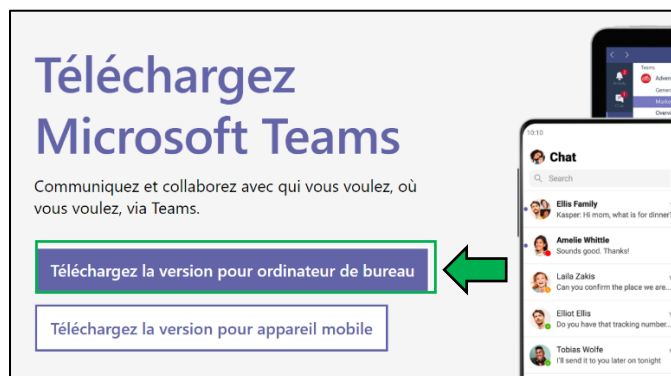 Téléchargez
Microsoft Teams
Communiquez et collaborez avec qui vous voulez, où
vous voulez, via Teams.
Téléchargez la version pour ordinateur de bureau
Téléchargez la version pour appareil mobile
Teams
10:10
Chat
Search
Ellis Family
Kasper: Hi mom, what is for dinner?
Amelie Whittle
Sounds good. Thanks!
Laila Zakis
Can you confirm the place we are...
Elliot Ellis
Do you have that tracking number...
Tobias Wolfe
I'll send it to you later on tonight